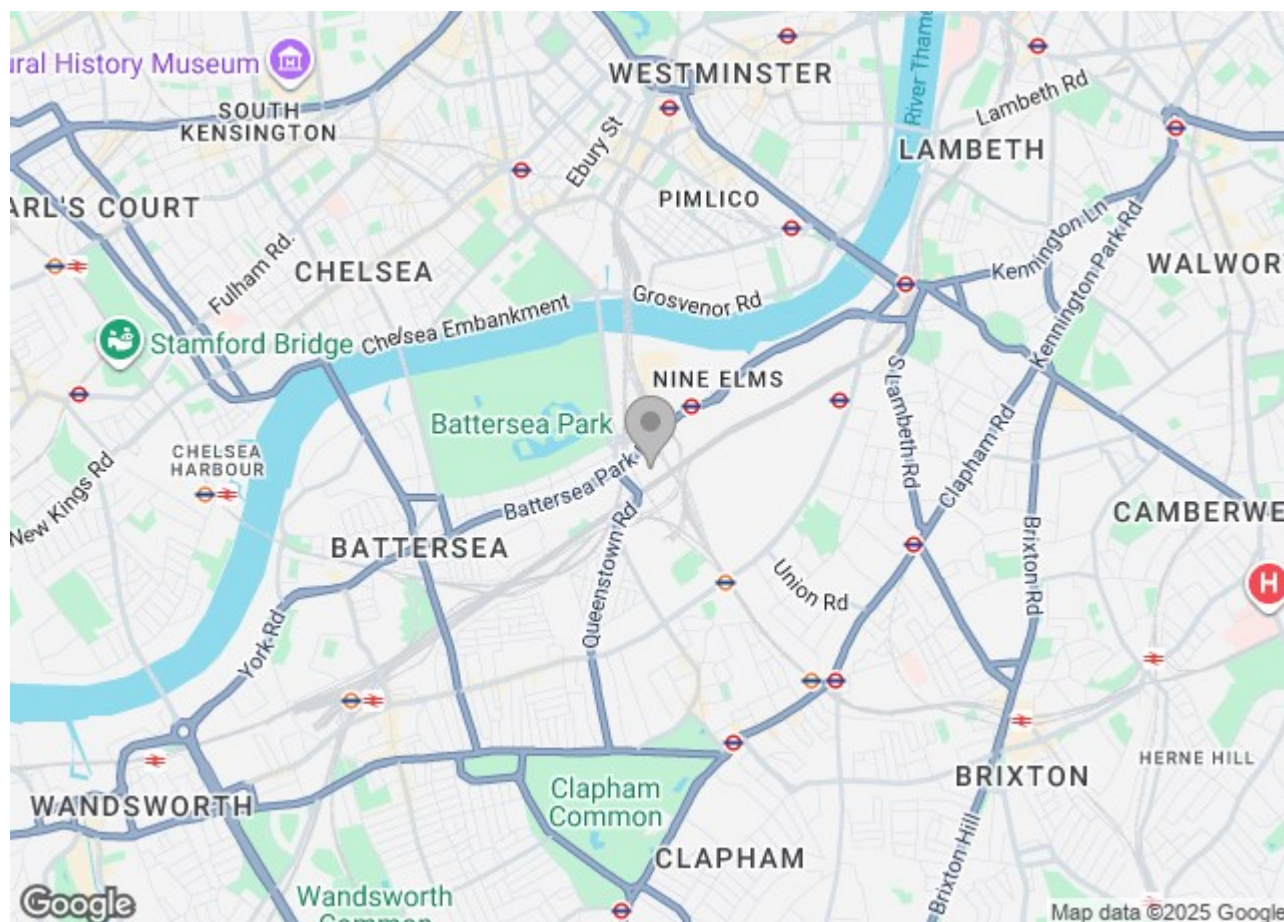 ural History Museum
SOUTH
KENSINGTON
WESTMINSTER
River Thame
Lambeth Rd
LAMBETH
Ebury St
PIMLICO
ARL'S COURT
Fulham Rd.
CHELSEA
Kennington Ln
Kennington Park Rd
WALWORT
Chelsea Embankment
Grosvenor Rd
Stamford Bridge
NINE ELMS
S Lambeth Rd
Clapham Rd
Battersea Park
CHELSEA
HARBOUR
New Kings Rd
Battersea Park
BATTERSEA
Queenstown Rd
Union Rd
Brixton Rd
CAMBERWE
H
York Rd
WANDSWORTH
Clapham
Common
CLAPHAM
BRIXTON
HERNE HILL
Brixton Hill
Wandsworth
Common
Google
Map data ©2025 Google